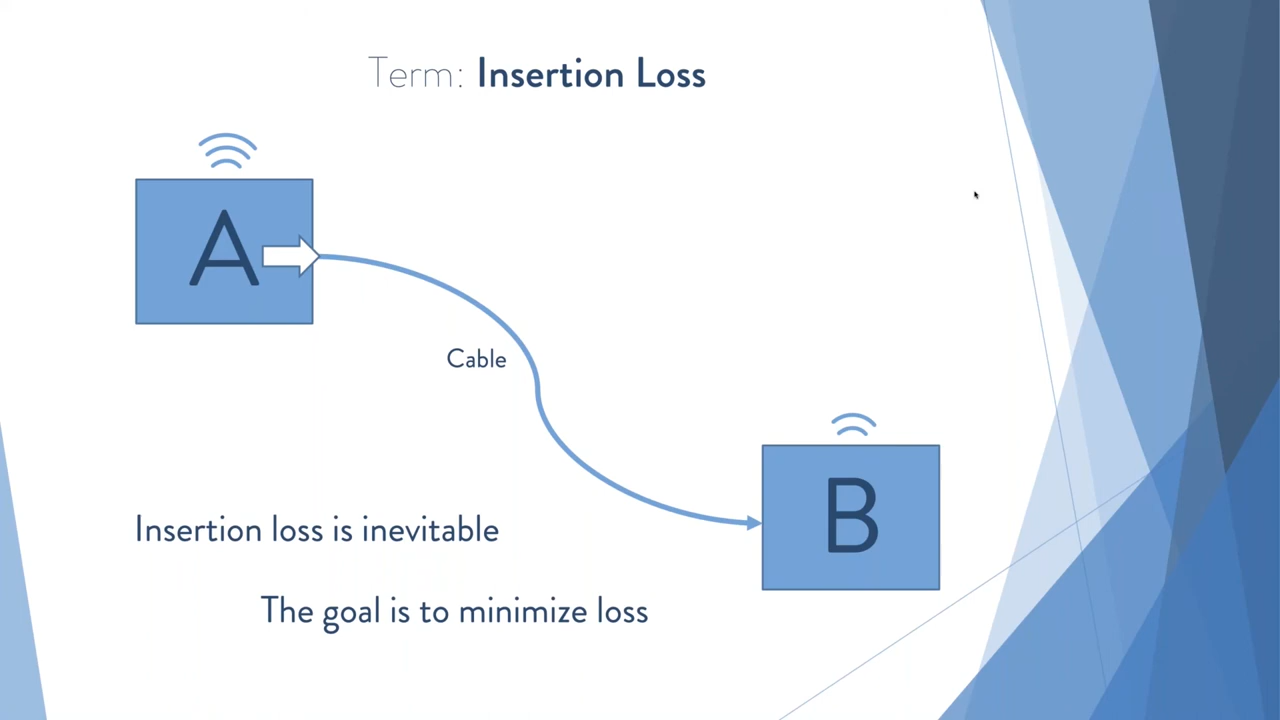 Term: Insertion Loss
A
Cable
B
Insertion loss is inevitable
The goal is to minimize loss